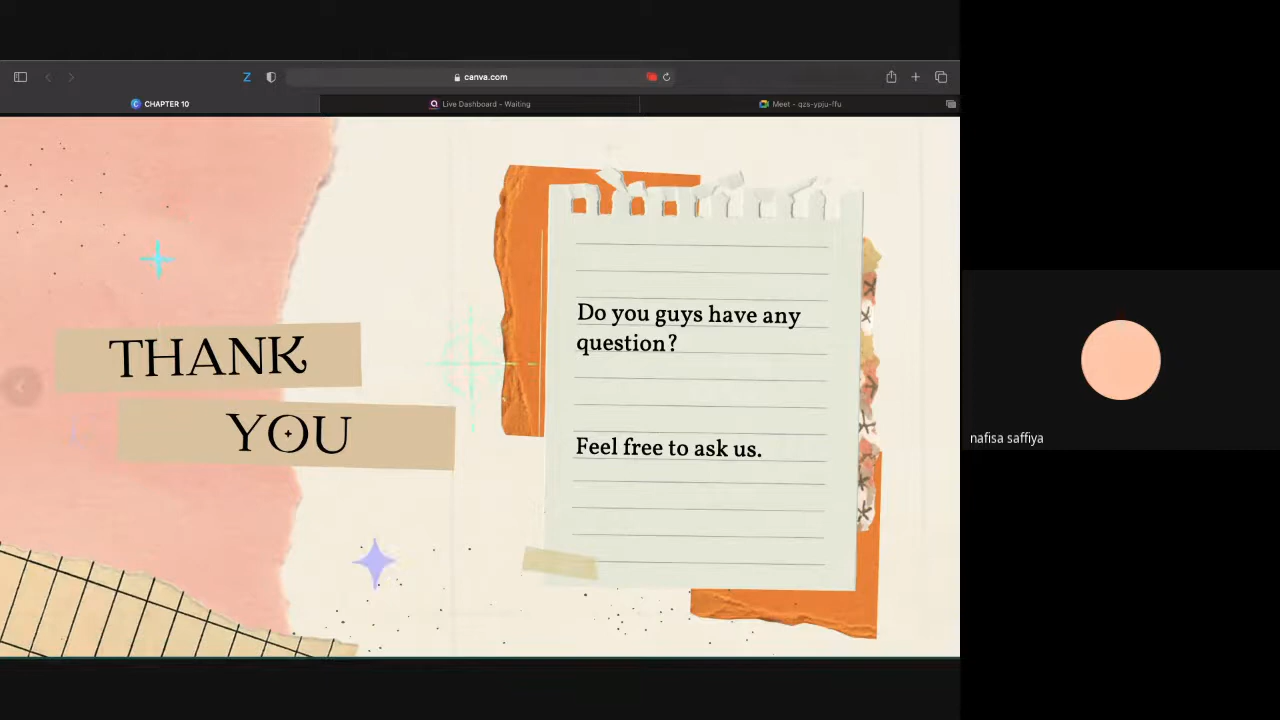 Z
canva.com
CHAPTER 10
Live Dashboard - Waiting
Meet - qzs-ypju-ffu
THANK
YOU
Do you guys have any
question?
Feel free to ask us.
nafisa saffiya